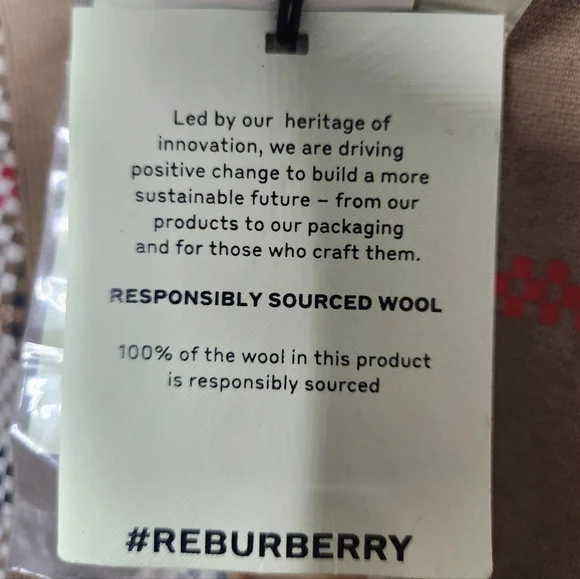 Led by our heritage of
innovation, we are driving
positive change to build a more
sustainable future – from our
products to our packaging
and for those who craft them.
RESPONSIBLY SOURCED WOOL
100% of the wool in this product
is responsibly sourced
#REBURBERRY